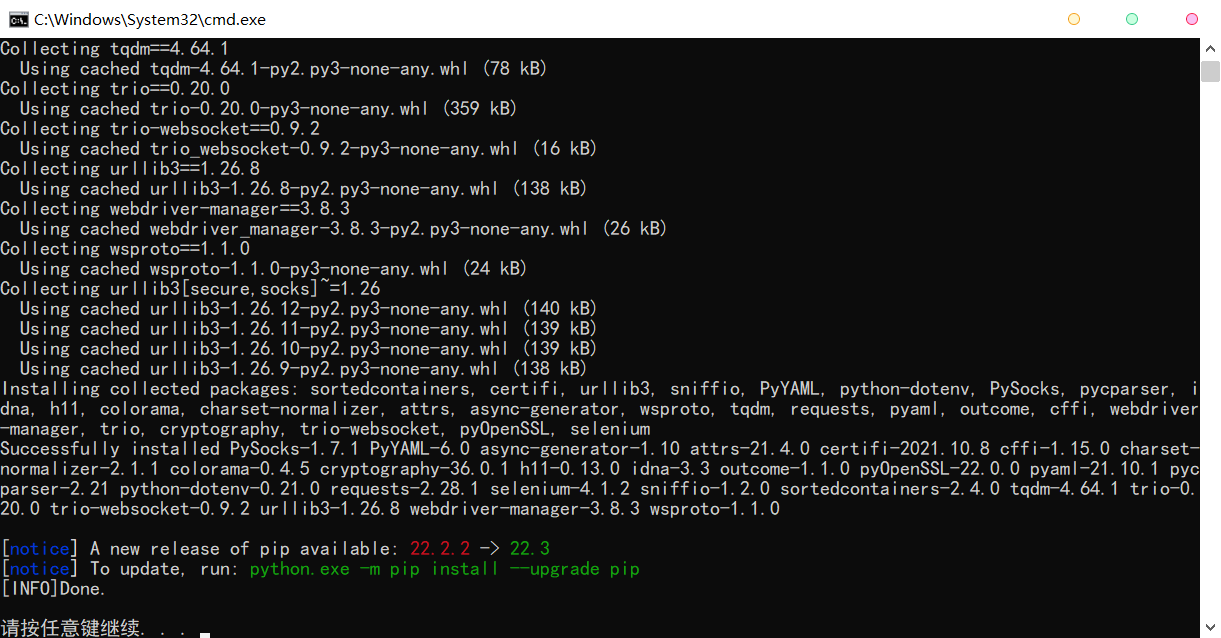 C:\Windows\System32\cmd.exe
Collecting tqdm==4.64.1
Using cached tqdm-4.64.1-py2.py3-none-any.whl (78 kB)
Collecting trio==0.20.0
Using cached trio-0.20.0-py3-none-any.whl (359 kB)
Collecting trio-websocket==0.9.2
Using cached trio_websocket-0.9.2-py3-none-any.whl (16 kB)
Collecting urllib3==1.26.8
Using cached urllib3-1.26.8-py2.py3-none-any.whl (138 kB)
Collecting webdriver-manager==3.8.3
Using cached webdriver_manager-3.8.3-py2.py3-none-any.whl (26 kB)
Collecting wsproto==1.1.0
Using cached wsproto-1.1.0-py3-none-any.whl (24 kB)
Collecting urllib3[secure,socks]~=1.26
Using cached urllib3-1.26.12-py2.py3-none-any.whl (140 kB)
Using cached urllib3-1.26.11-py2.py3-none-any.whl (139 kB)
Using cached urllib3-1.26.10-py2.py3-none-any.whl (139 kB)
Using cached urllib3-1.26.9-py2.py3-none-any.whl (138 kB)
Installing collected packages: sortedcontainers, certifi, urllib3, sniffio, PyYAML, python-dotenv, PySocks, pycparser, i
dna, h11, colorama, charset-normalizer, attrs, async-generator, wsproto, tqdm, requests, pyaml, outcome, cffi, webdriver
-manager, trio, cryptography, trio-websocket, pyOpenSSL, selenium
Successfully installed PySocks-1.7.1 PyYAML-6.0 async-generator-1.10 attrs-21.4.0 certifi-2021.10.8 cffi-1.15.0 charset-
normalizer-2.1.1 colorama-0.4.5 cryptography-36.0.1 h11-0.13.0 idna-3.3 outcome-1.1.0 pyOpenSSL-22.0.0 pyaml-21.10.1 pyc
parser-2.21 python-dotenv-0.21.0 requests-2.28.1 selenium-4.1.2 sniffio-1.2.0 sortedcontainers-2.4.0 tqdm-4.64.1 trio-0.
20.0 trio-websocket-0.9.2 urllib3-1.26.8 webdriver-manager-3.8.3 wsproto-1.1.0
[notice] A new release of pip available: 22.2.2 -> 22.3
[notice] To update, run: python.exe -m pip install --upgrade pip
[INFO]Done.
请按任意键继续. . .